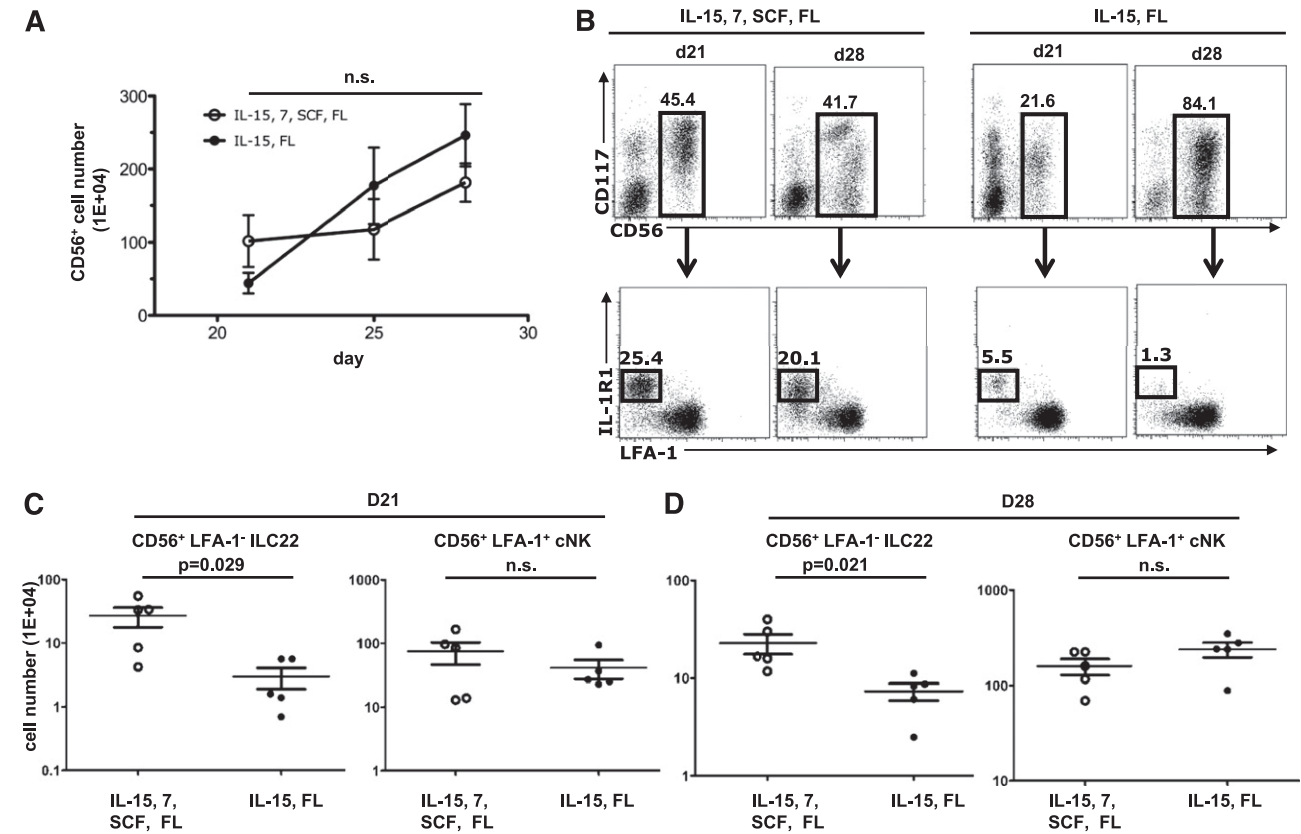 A
n.s.
IL-15, 7, SCF, FL
IL-15, FL
CD56⁺ cell number
(1E+04)
300
200
100
0
20
25
30
day
B
IL-15, 7, SCF, FL
IL-15, FL
d21
d28
d21
d28
45.4
41.7
21.6
84.1
CD117
CD56
25.4
20.1
5.5
1.3
IL-1R1
LFA-1
C
D21
CD56⁺ LFA-1⁻ ILC22
p=0.029
CD56⁺ LFA-1⁺ cNK
n.s.
cell number (1E+04)
100
10
1
0.1
1000
100
10
1
IL-15, 7,
SCF, FL
IL-15, FL
IL-15, 7,
SCF, FL
IL-15, FL
D
D28
CD56⁺ LFA-1⁻ ILC22
p=0.021
CD56⁺ LFA-1⁺ cNK
n.s.
100
10
1
1000
100
10
IL-15, 7,
SCF, FL
IL-15, FL
IL-15, 7,
SCF, FL
IL-15, FL